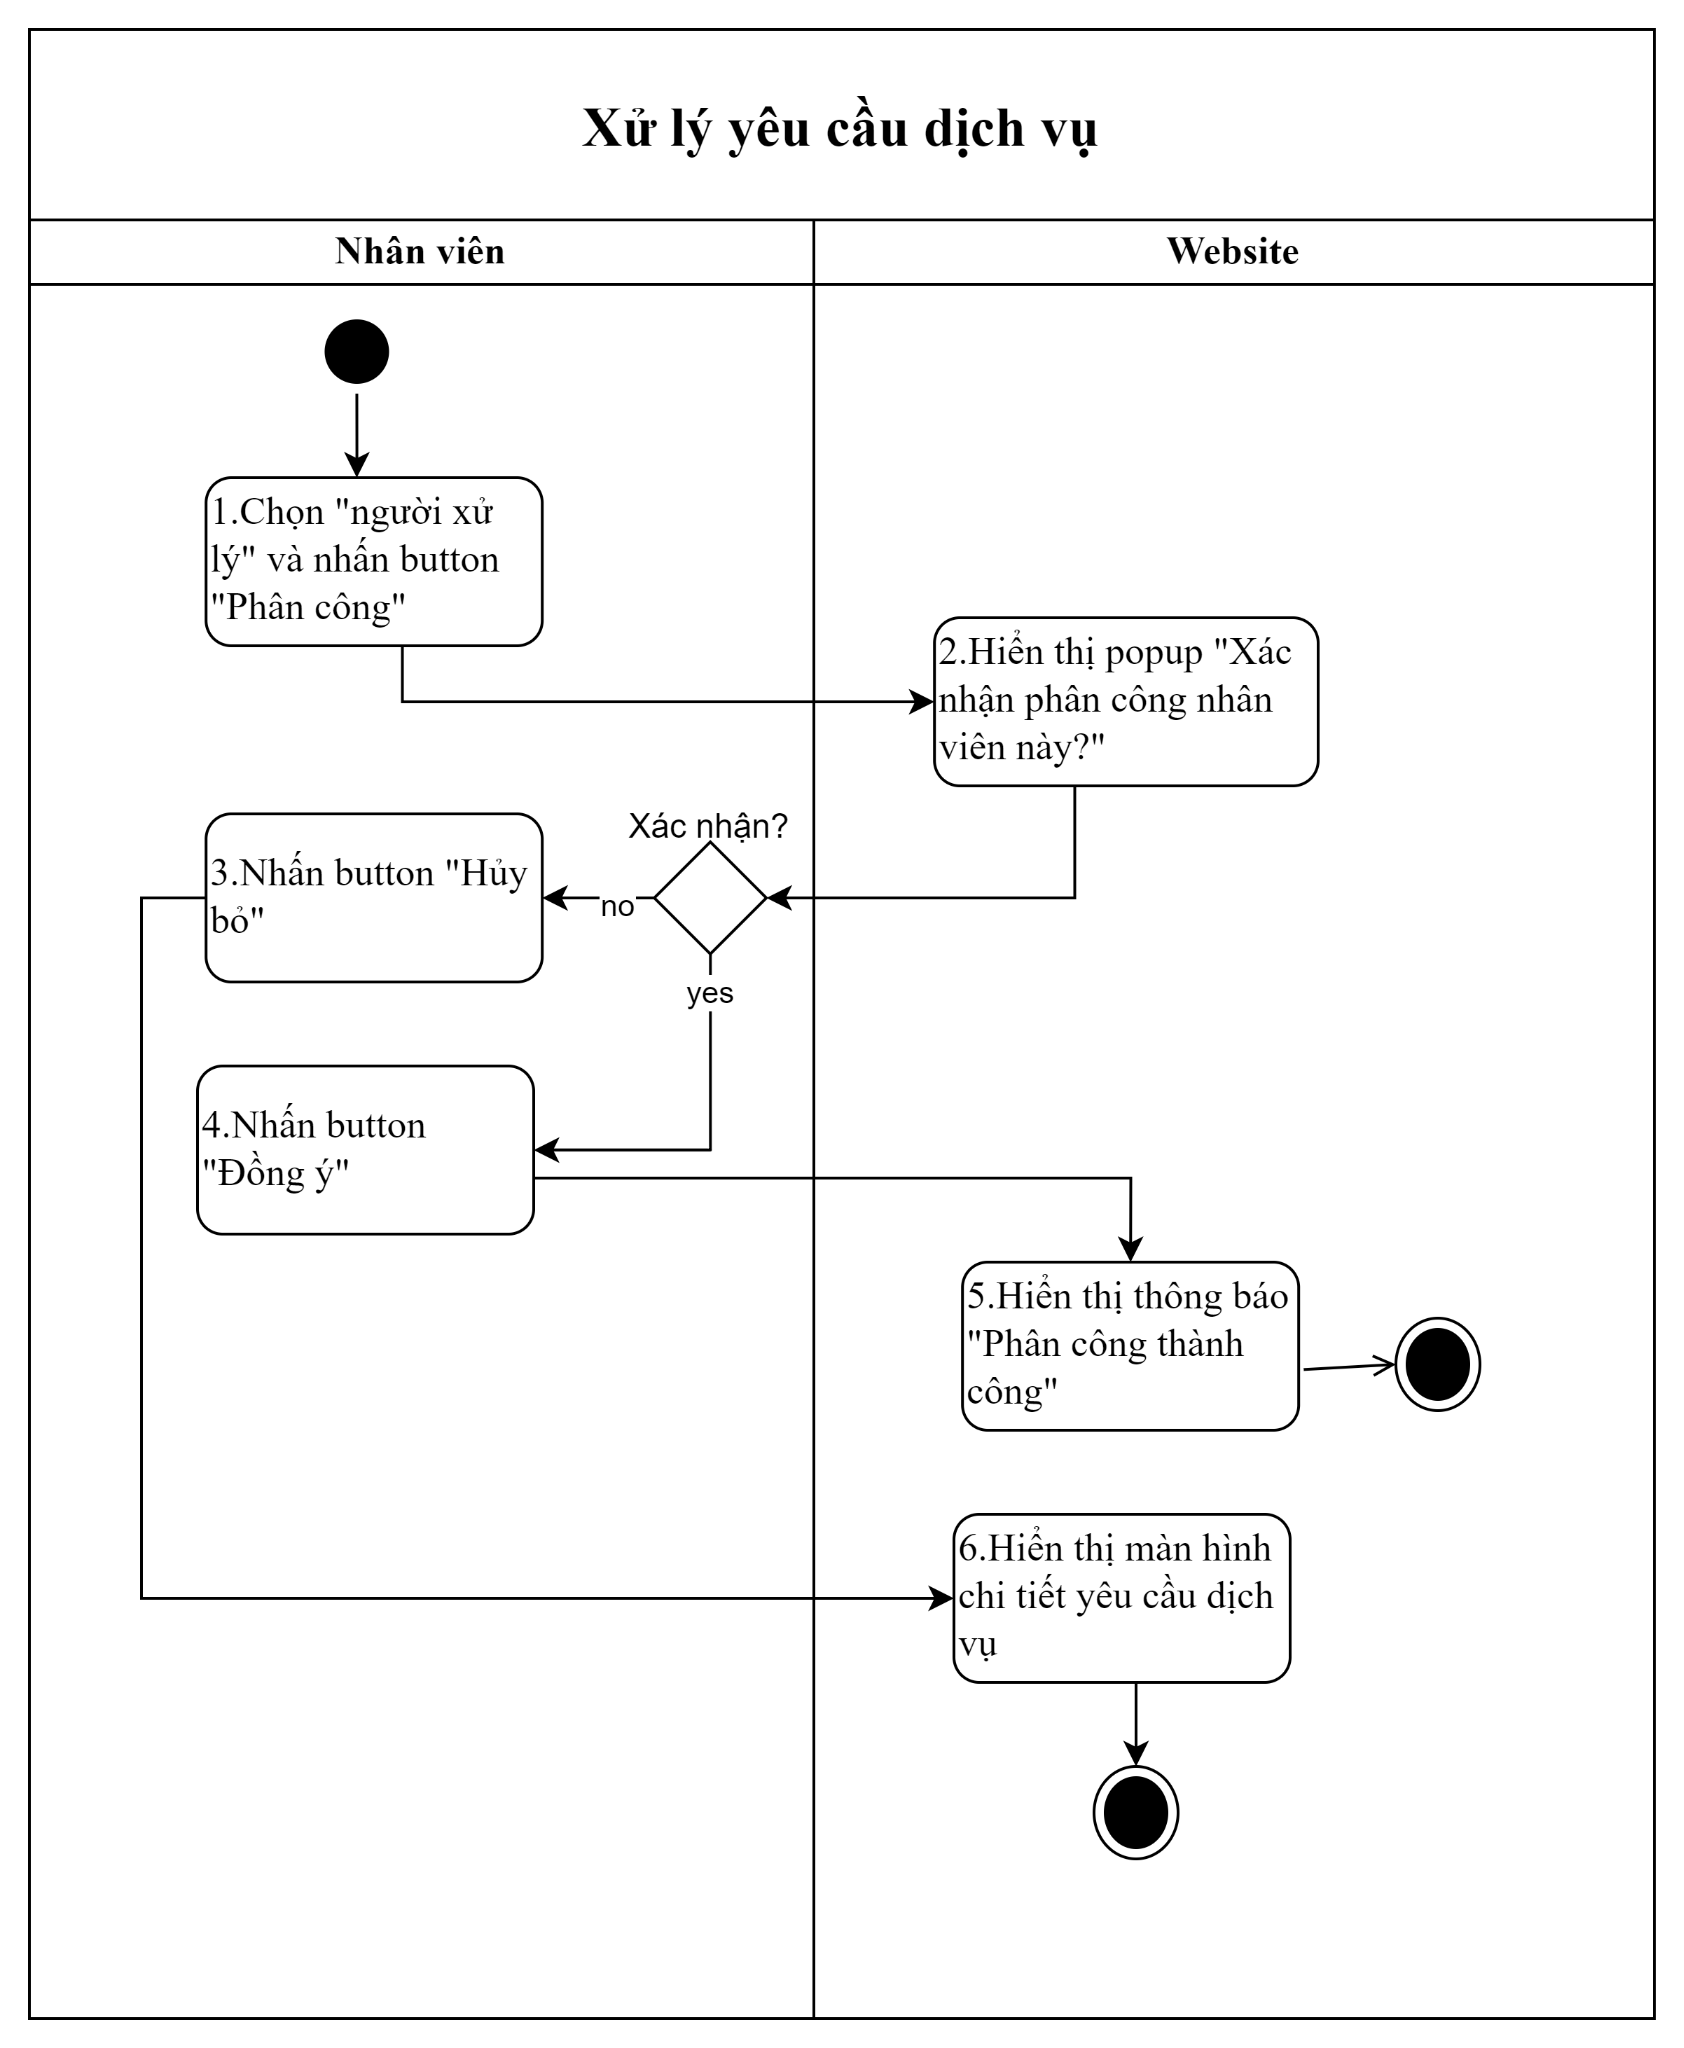 Xử lý yêu cầu dịch vụ
Nhân viên
Website
1.Chọn "người xử
lý" và nhấn button
"Phân công"
2.Hiển thị popup "Xác
nhận phân công nhân
viên này?"
Xác nhận?
3.Nhấn button "Hủy
bỏ"
no
yes
4.Nhấn button
"Đồng ý"
5.Hiển thị thông báo
"Phân công thành
công"
6.Hiển thị màn hình
chi tiết yêu cầu dịch
vụ